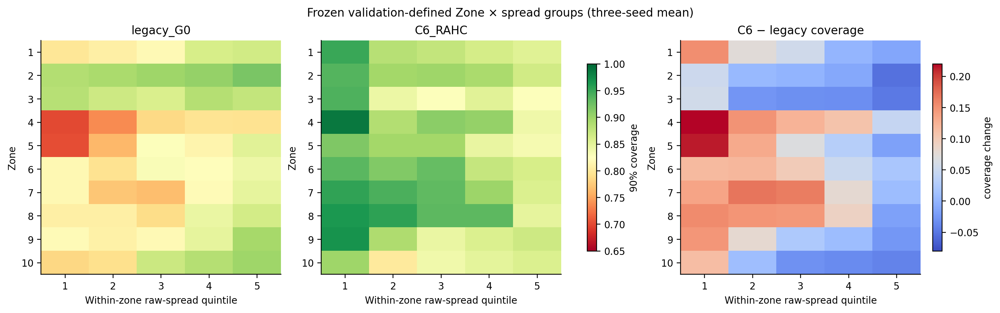 Frozen validation-defined Zone × spread groups (three-seed mean)
legacy_G0
1
2
3
4
5
6
7
8
9
10
Zone
1 2 3 4 5
Within-zone raw-spread quintile
C6_RAHC
1
2
3
4
5
6
7
8
9
10
Zone
1 2 3 4 5
Within-zone raw-spread quintile
1.00
0.95
0.90
0.85
0.80
0.75
0.70
0.65
90% coverage
C6 − legacy coverage
1
2
3
4
5
6
7
8
9
10
Zone
1 2 3 4 5
Within-zone raw-spread quintile
0.20
0.15
0.10
0.05
0.00
−0.05
coverage change